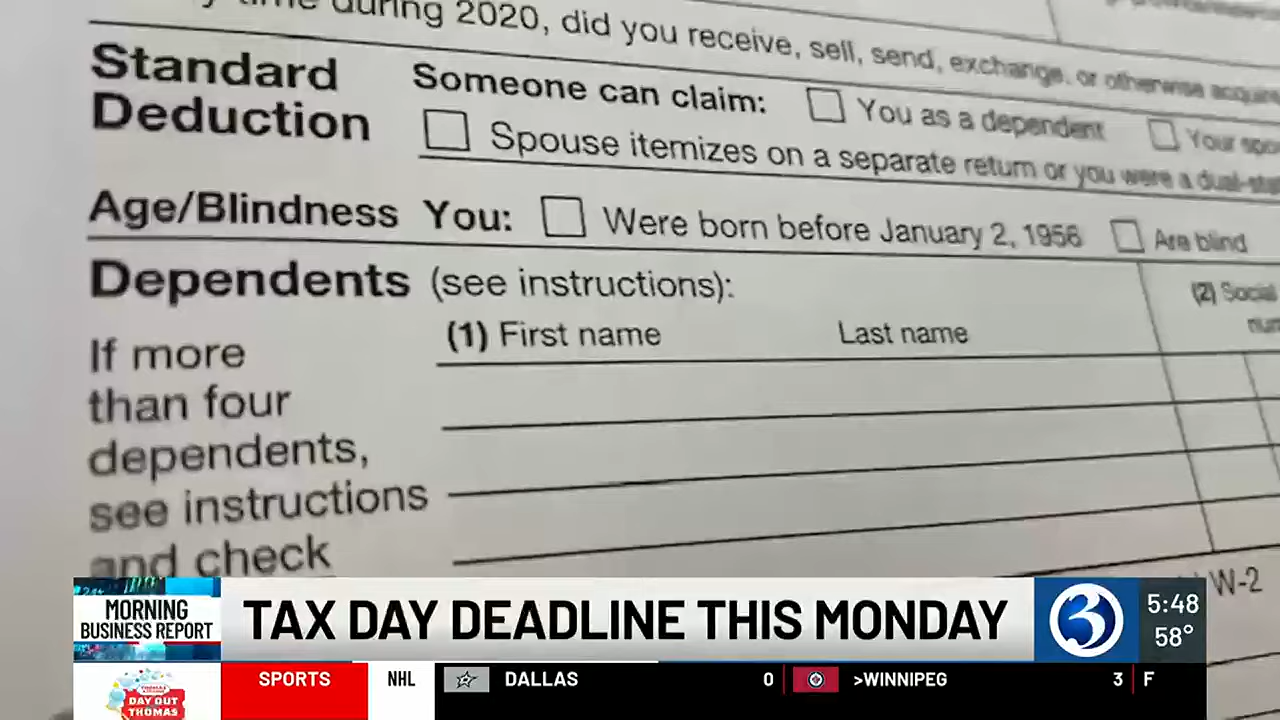 time during 2020, did you receive, sell, send, exchange, or otherwise acquire
Standard Deduction
Someone can claim: You as a dependent Your
Spouse itemizes on a separate return or you were a
Age/Blindness You: Were born before January 2, 1956 Are blind
Dependents (see instructions):
(2) Social
(1) First name Last name
If more
than four
dependents,
see instructions
and check
W-2
MORNING
BUSINESS REPORT
TAX DAY DEADLINE THIS MONDAY
3
5:48
58°
DAY OUT
THOMAS
SPORTS NHL DALLAS 0 >WINNIPEG 3 F